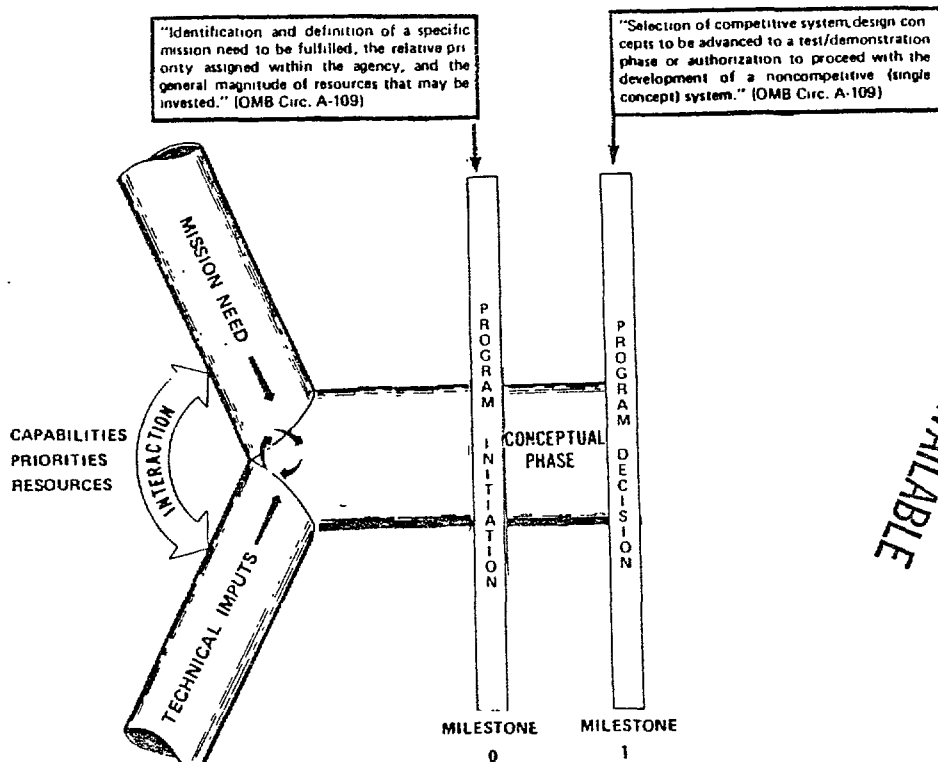 "Identification and definition of a specific
mission need to be fulfilled, the relative pri
ority assigned within the agency, and the
general magnitude of resources that may be
invested." (OMB Circ. A-109)
"Selection of competitive system, design con
cepts to be advanced to a test/demonstration
phase or authorization to proceed with the
development of a noncompetitive (single
concept) system." (OMB Circ. A-109)
MISSION NEED
INTERACTION
CAPABILITIES
PRIORITIES
RESOURCES
TECHNICAL IMPUTS
PROGRAM INITIATION
CONCEPTUAL
PHASE
PROGRAM DECISION
MILESTONE
0
MILESTONE
1